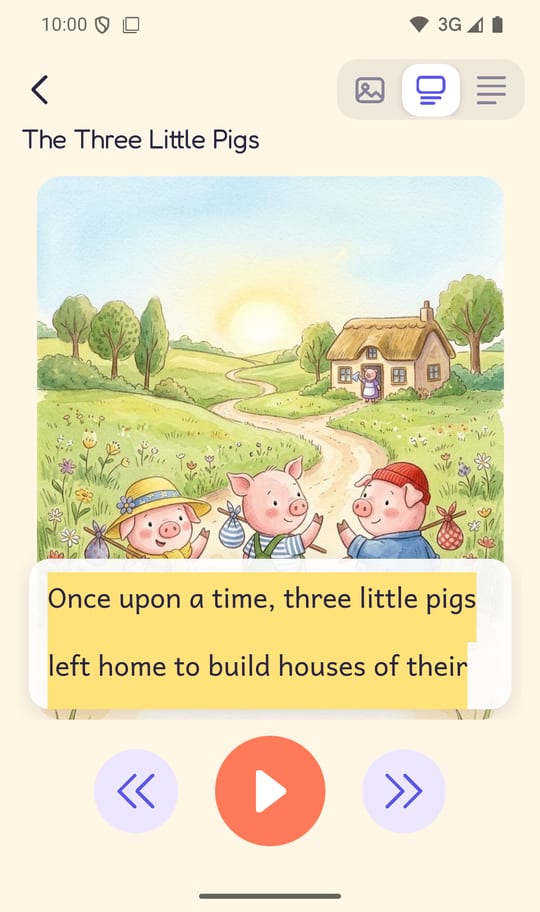 10:00
3G
The Three Little Pigs
Once upon a time, three little pigs
left home to build houses of their